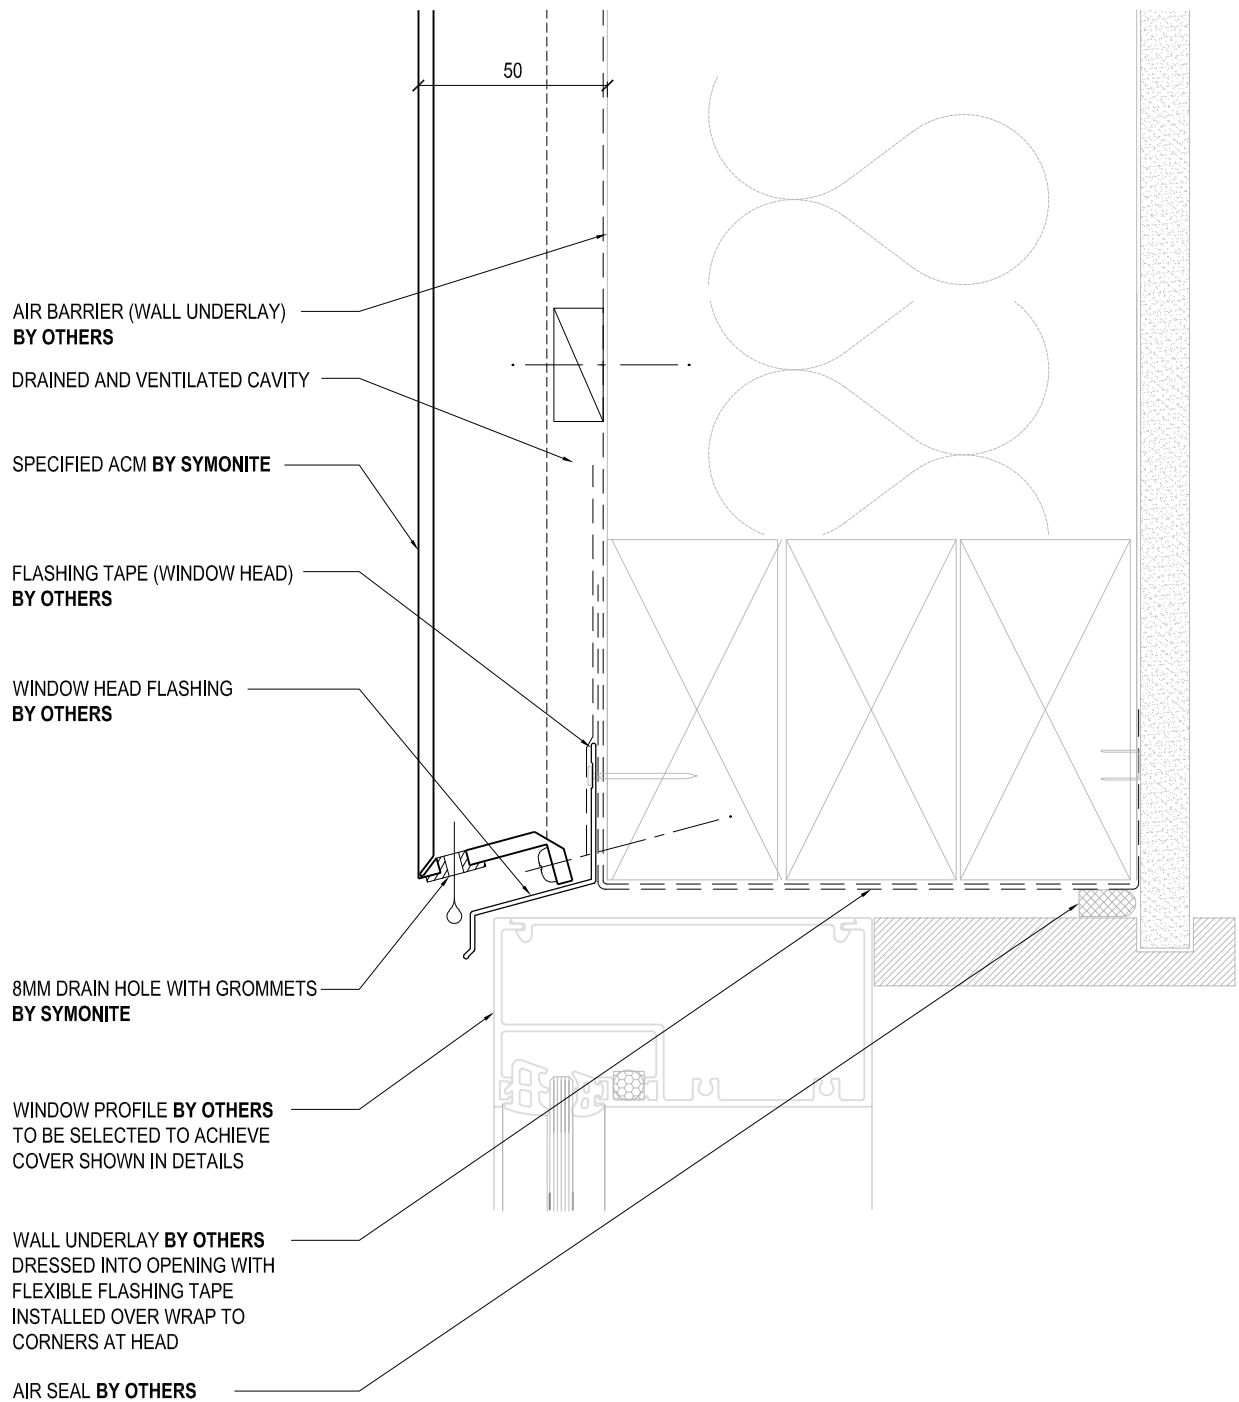 50
AIR BARRIER (WALL UNDERLAY)
BY OTHERS
DRAINED AND VENTILATED CAVITY
SPECIFIED ACM BY SYMONITE
FLASHING TAPE (WINDOW HEAD)
BY OTHERS
WINDOW HEAD FLASHING
BY OTHERS
8MM DRAIN HOLE WITH GROMMETS
BY SYMONITE
WINDOW PROFILE BY OTHERS
TO BE SELECTED TO ACHIEVE
COVER SHOWN IN DETAILS
WALL UNDERLAY BY OTHERS
DRESSED INTO OPENING WITH
FLEXIBLE FLASHING TAPE
INSTALLED OVER WRAP TO
CORNERS AT HEAD
AIR SEAL BY OTHERS